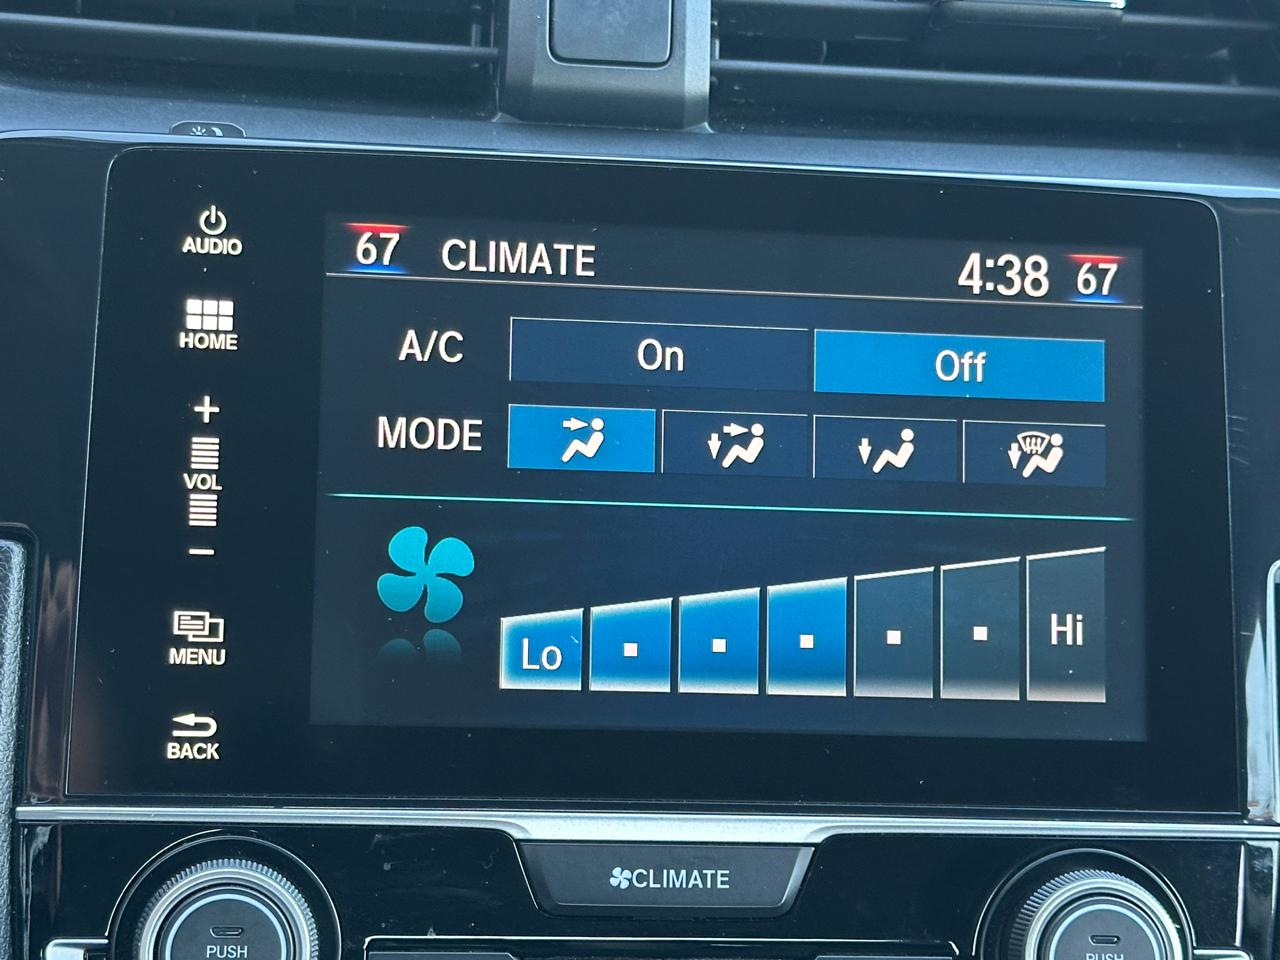 AUDIO
HOME
+
VOL
−
MENU
BACK
67 CLIMATE 4:38 67
A/C On Off
MODE
Lo Hi
CLIMATE
PUSH
PUSH